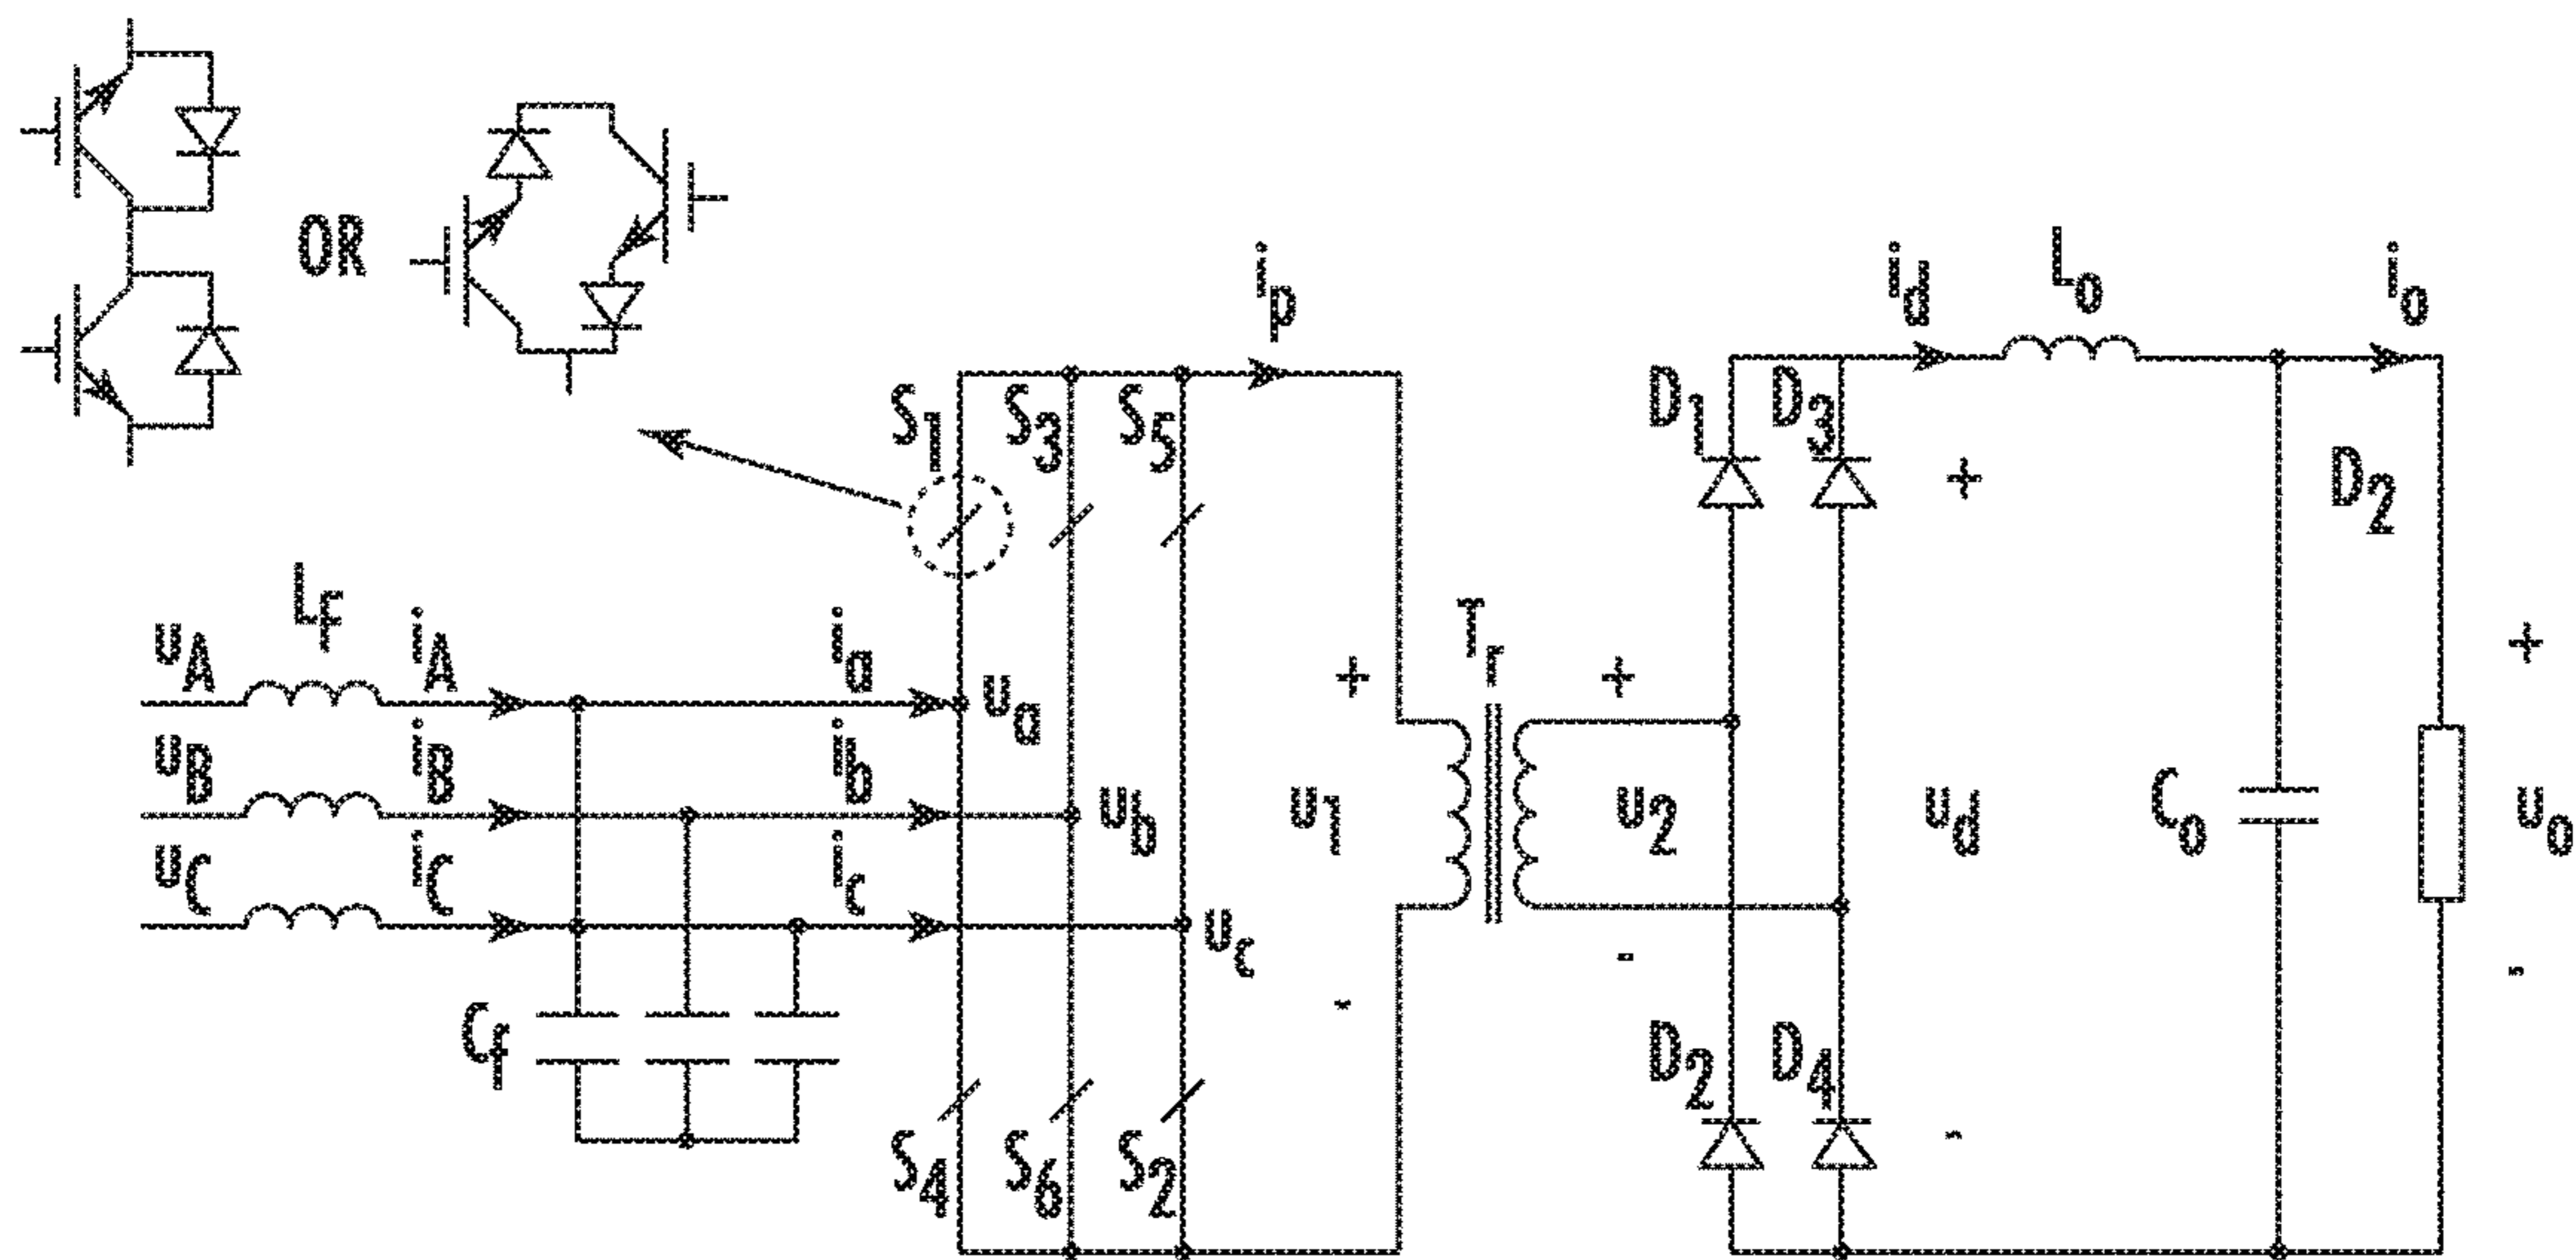 OR
i_p
i_d
L_o
i_o
S_1
S_3
S_5
D_1
D_3
+
D_2
L_f
u_A
i_A
i_a
u_a
+
T_r
+
+
u_B
i_B
i_b
u_b
u_1
u_2
u_d
C_o
u_o
u_C
i_C
i_c
u_c
-
-
-
C_f
D_2
D_4
-
S_4
S_6
S_2